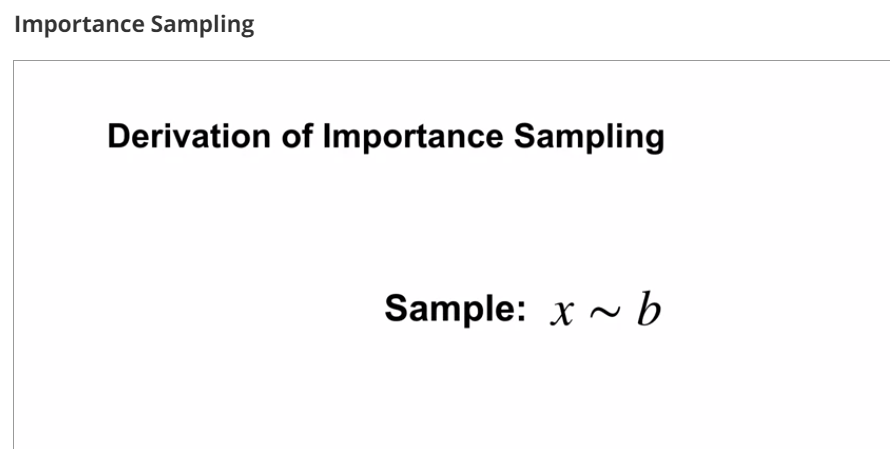 Importance Sampling
Derivation of Importance Sampling
Sample: x ~ b